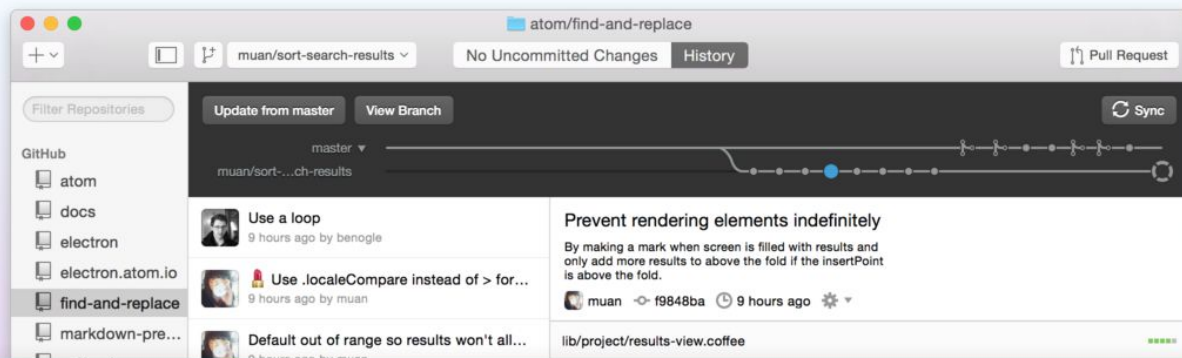 atom/find-and-replace
muan/sort-search-results
No Uncommitted Changes
History
Pull Request
Filter Repositories
GitHub
atom
docs
electron
electron.atom.io
find-and-replace
markdown-pre...
Update from master
View Branch
Sync
master
muan/sort-...ch-results
Use a loop
9 hours ago by benogle
Use .localeCompare instead of > for...
9 hours ago by muan
Default out of range so results won't all...
9 hours ago by muan
Prevent rendering elements indefinitely
By making a mark when screen is filled with results and
only add more results to above the fold if the insertPoint
is above the fold.
muan f9848ba 9 hours ago
lib/project/results-view.coffee